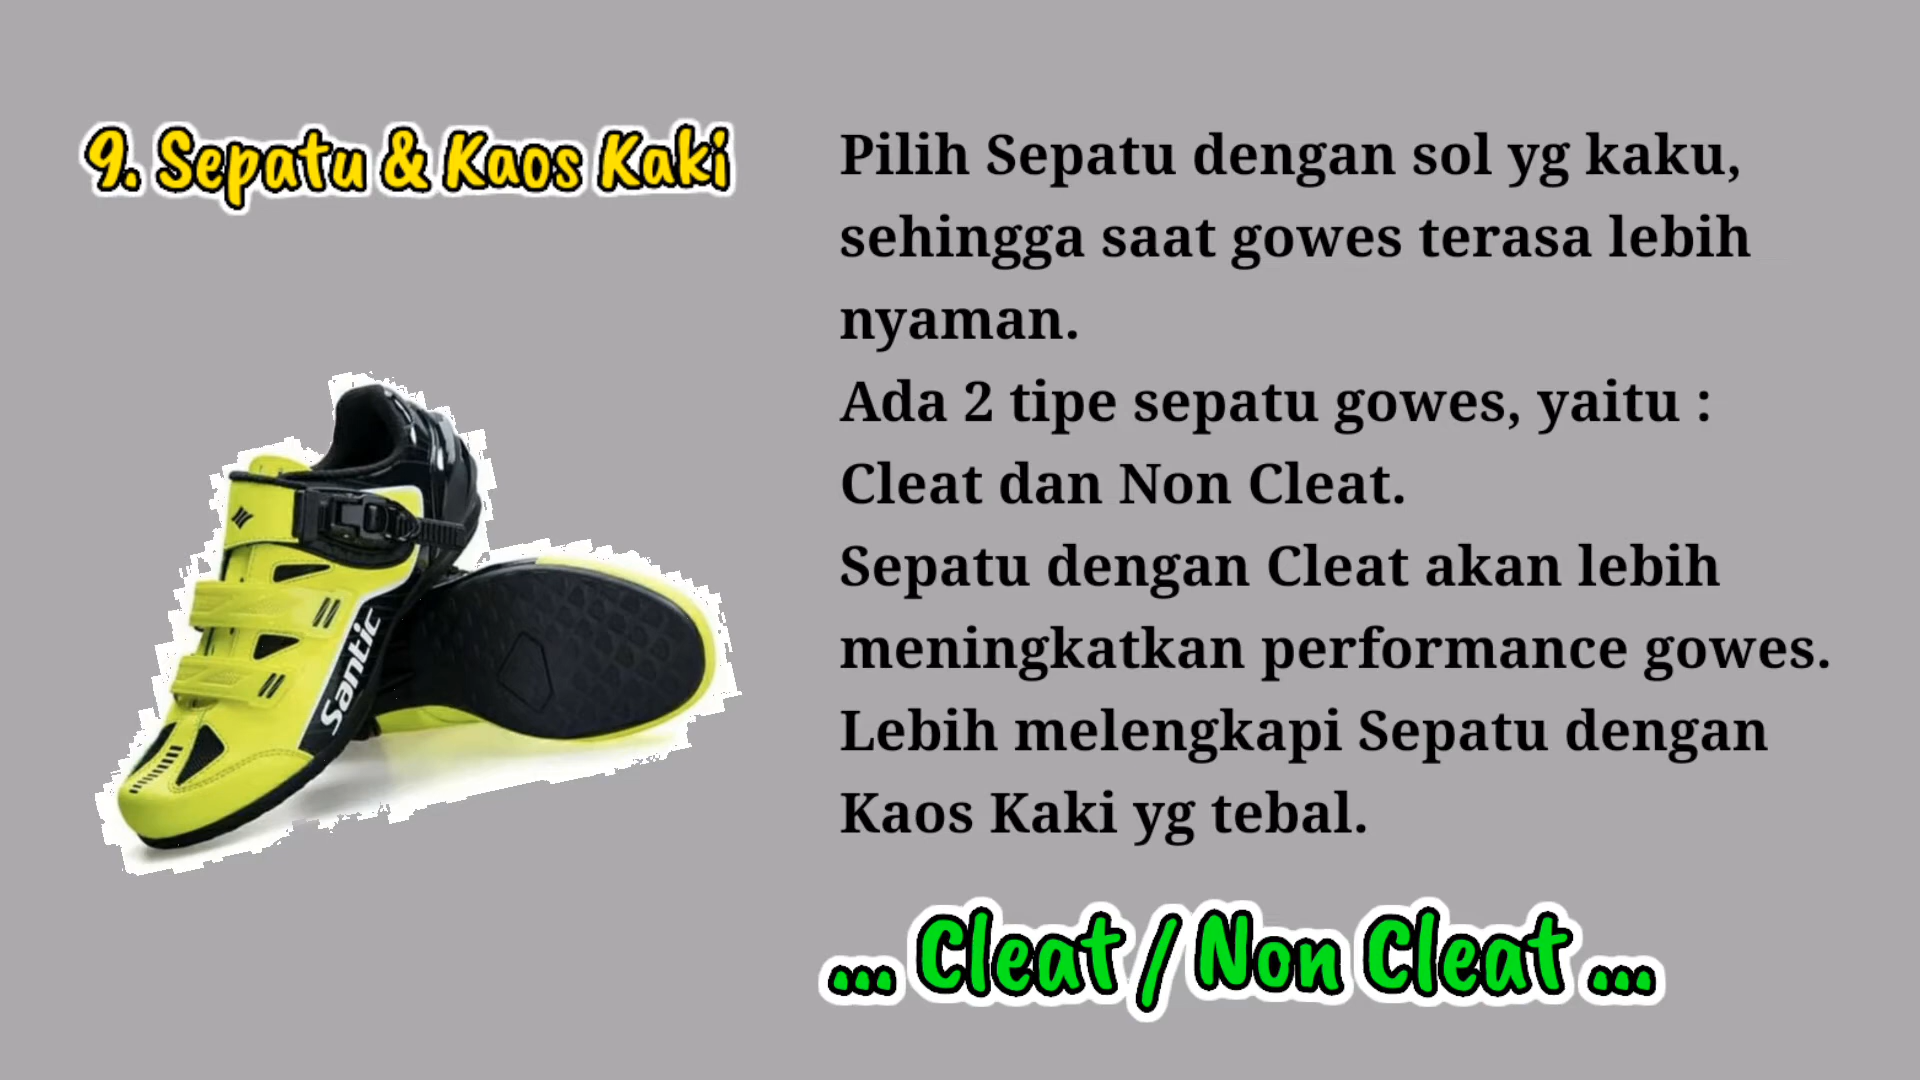 9. Sepatu & Kaos Kaki
Pilih Sepatu dengan sol yg kaku,
sehingga saat gowes terasa lebih
nyaman.
Ada 2 tipe sepatu gowes, yaitu :
Cleat dan Non Cleat.
Sepatu dengan Cleat akan lebih
meningkatkan performance gowes.
Lebih melengkapi Sepatu dengan
Kaos Kaki yg tebal.
Santic
... Cleat / Non Cleat ...